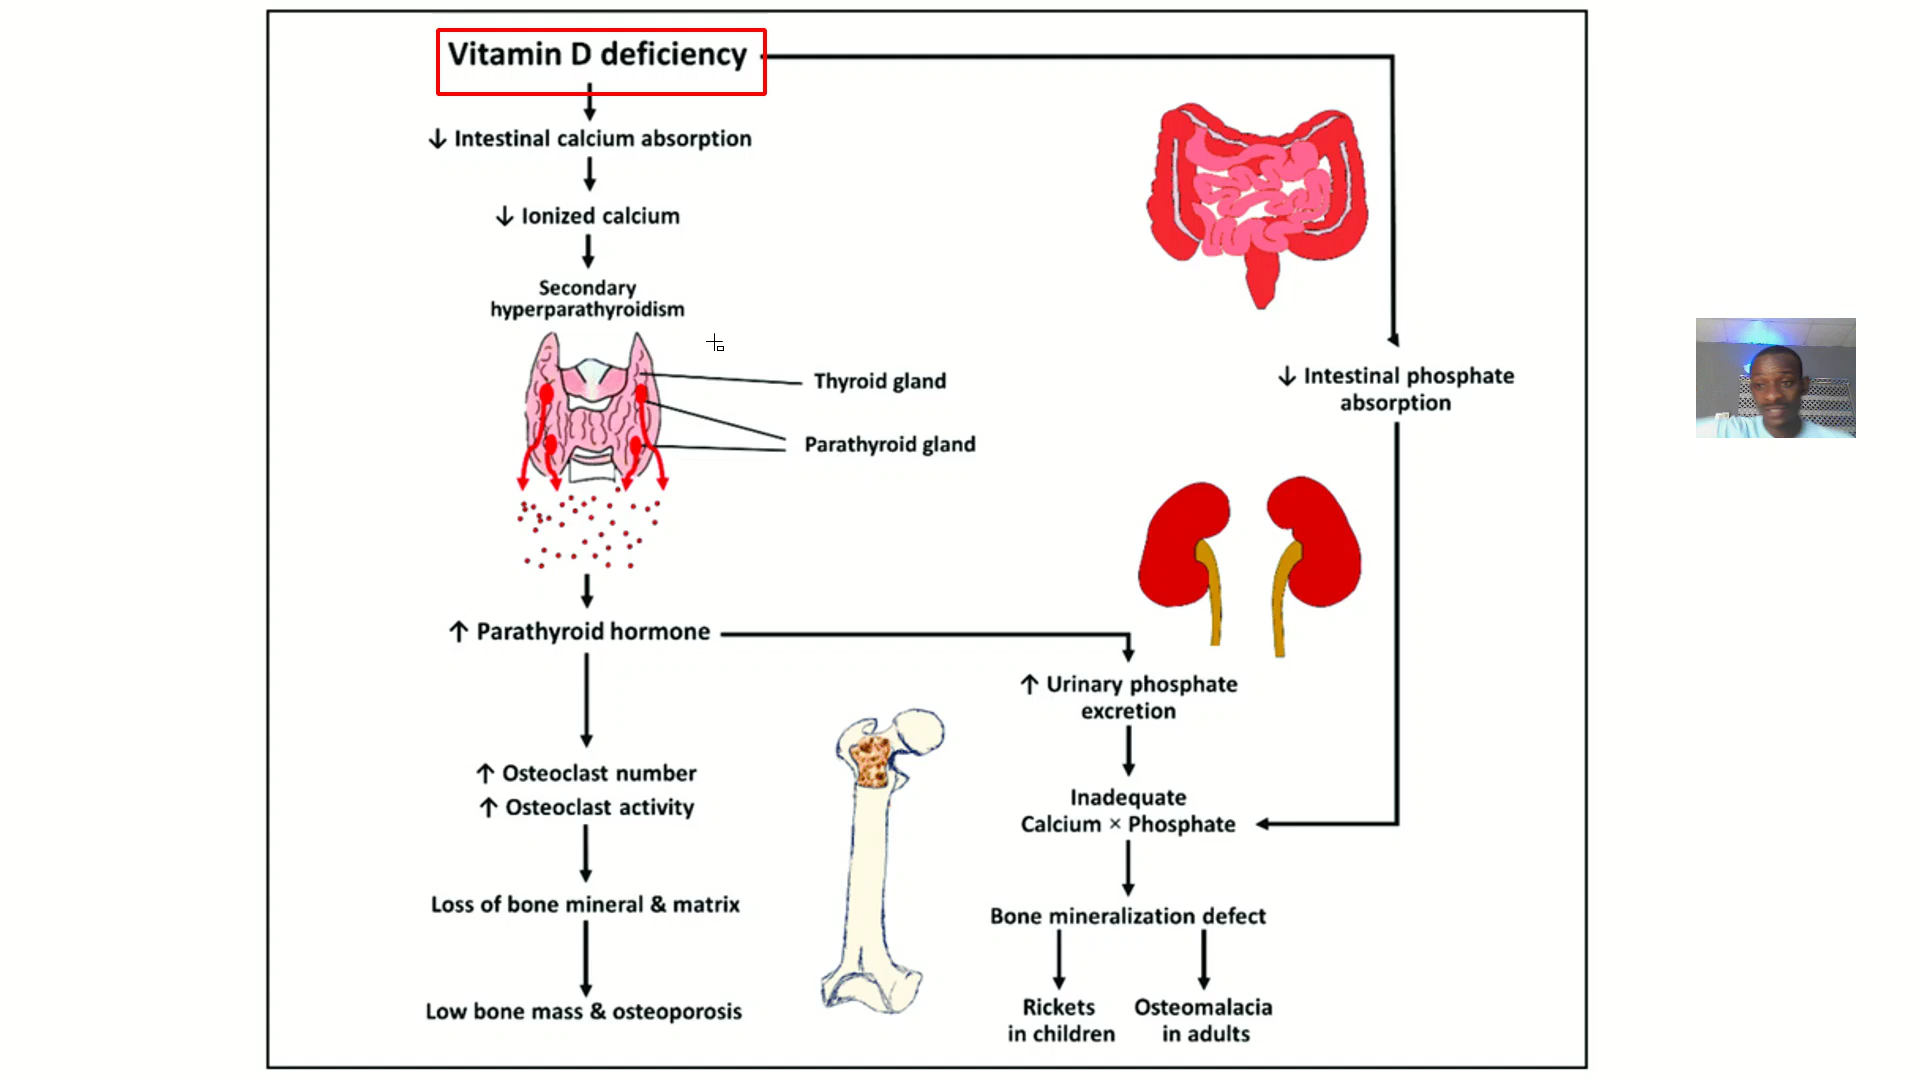 Vitamin D deficiency
↓ Intestinal calcium absorption
↓ Ionized calcium
Secondary
hyperparathyroidism
Thyroid gland
Parathyroid gland
↑ Parathyroid hormone
↑ Osteoclast number
↑ Osteoclast activity
Loss of bone mineral & matrix
Low bone mass & osteoporosis
↓ Intestinal phosphate
absorption
↑ Urinary phosphate
excretion
Inadequate
Calcium × Phosphate
Bone mineralization defect
Rickets
in children
Osteomalacia
in adults